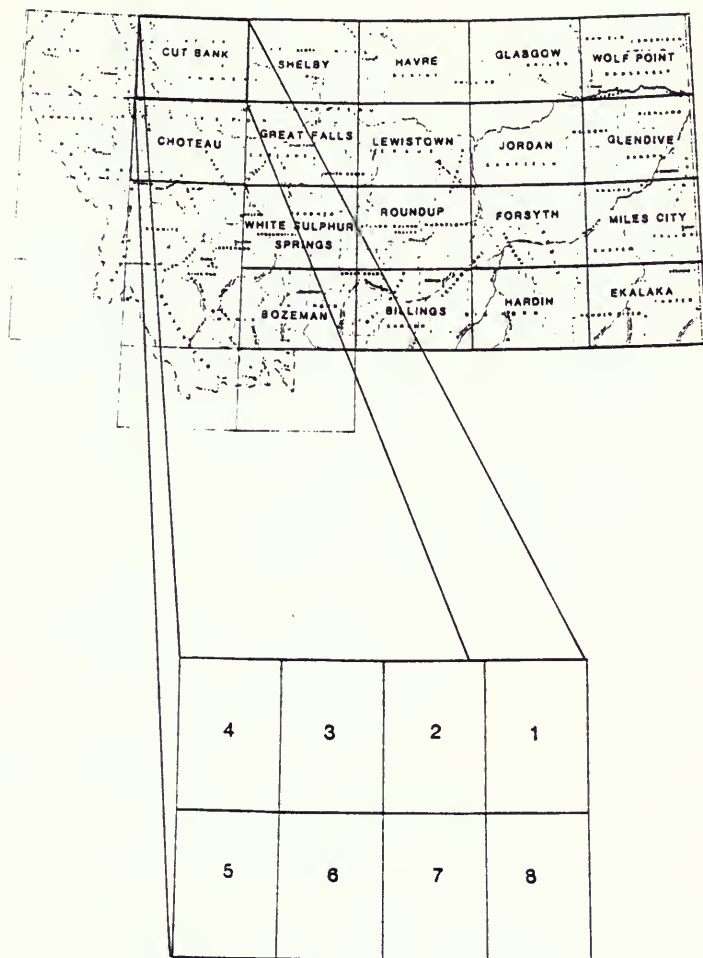 CUT BANK
SHELBY
HAVRE
GLASGOW
WOLF POINT
CHOTEAU
GREAT FALLS
LEWISTOWN
JORDAN
GLENDIVE
WHITE SULPHUR
SPRINGS
ROUNDUP
FORSYTH
MILES CITY
BOZEMAN
BILLINGS
HARDIN
EKALAKA
4 3 2 1
5 6 7 8